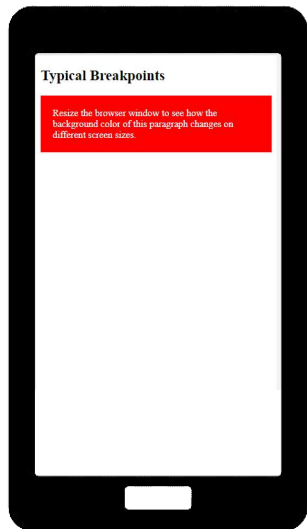 Typical Breakpoints
Resize the browser window to see how the
background color of this paragraph changes on
different screen sizes.